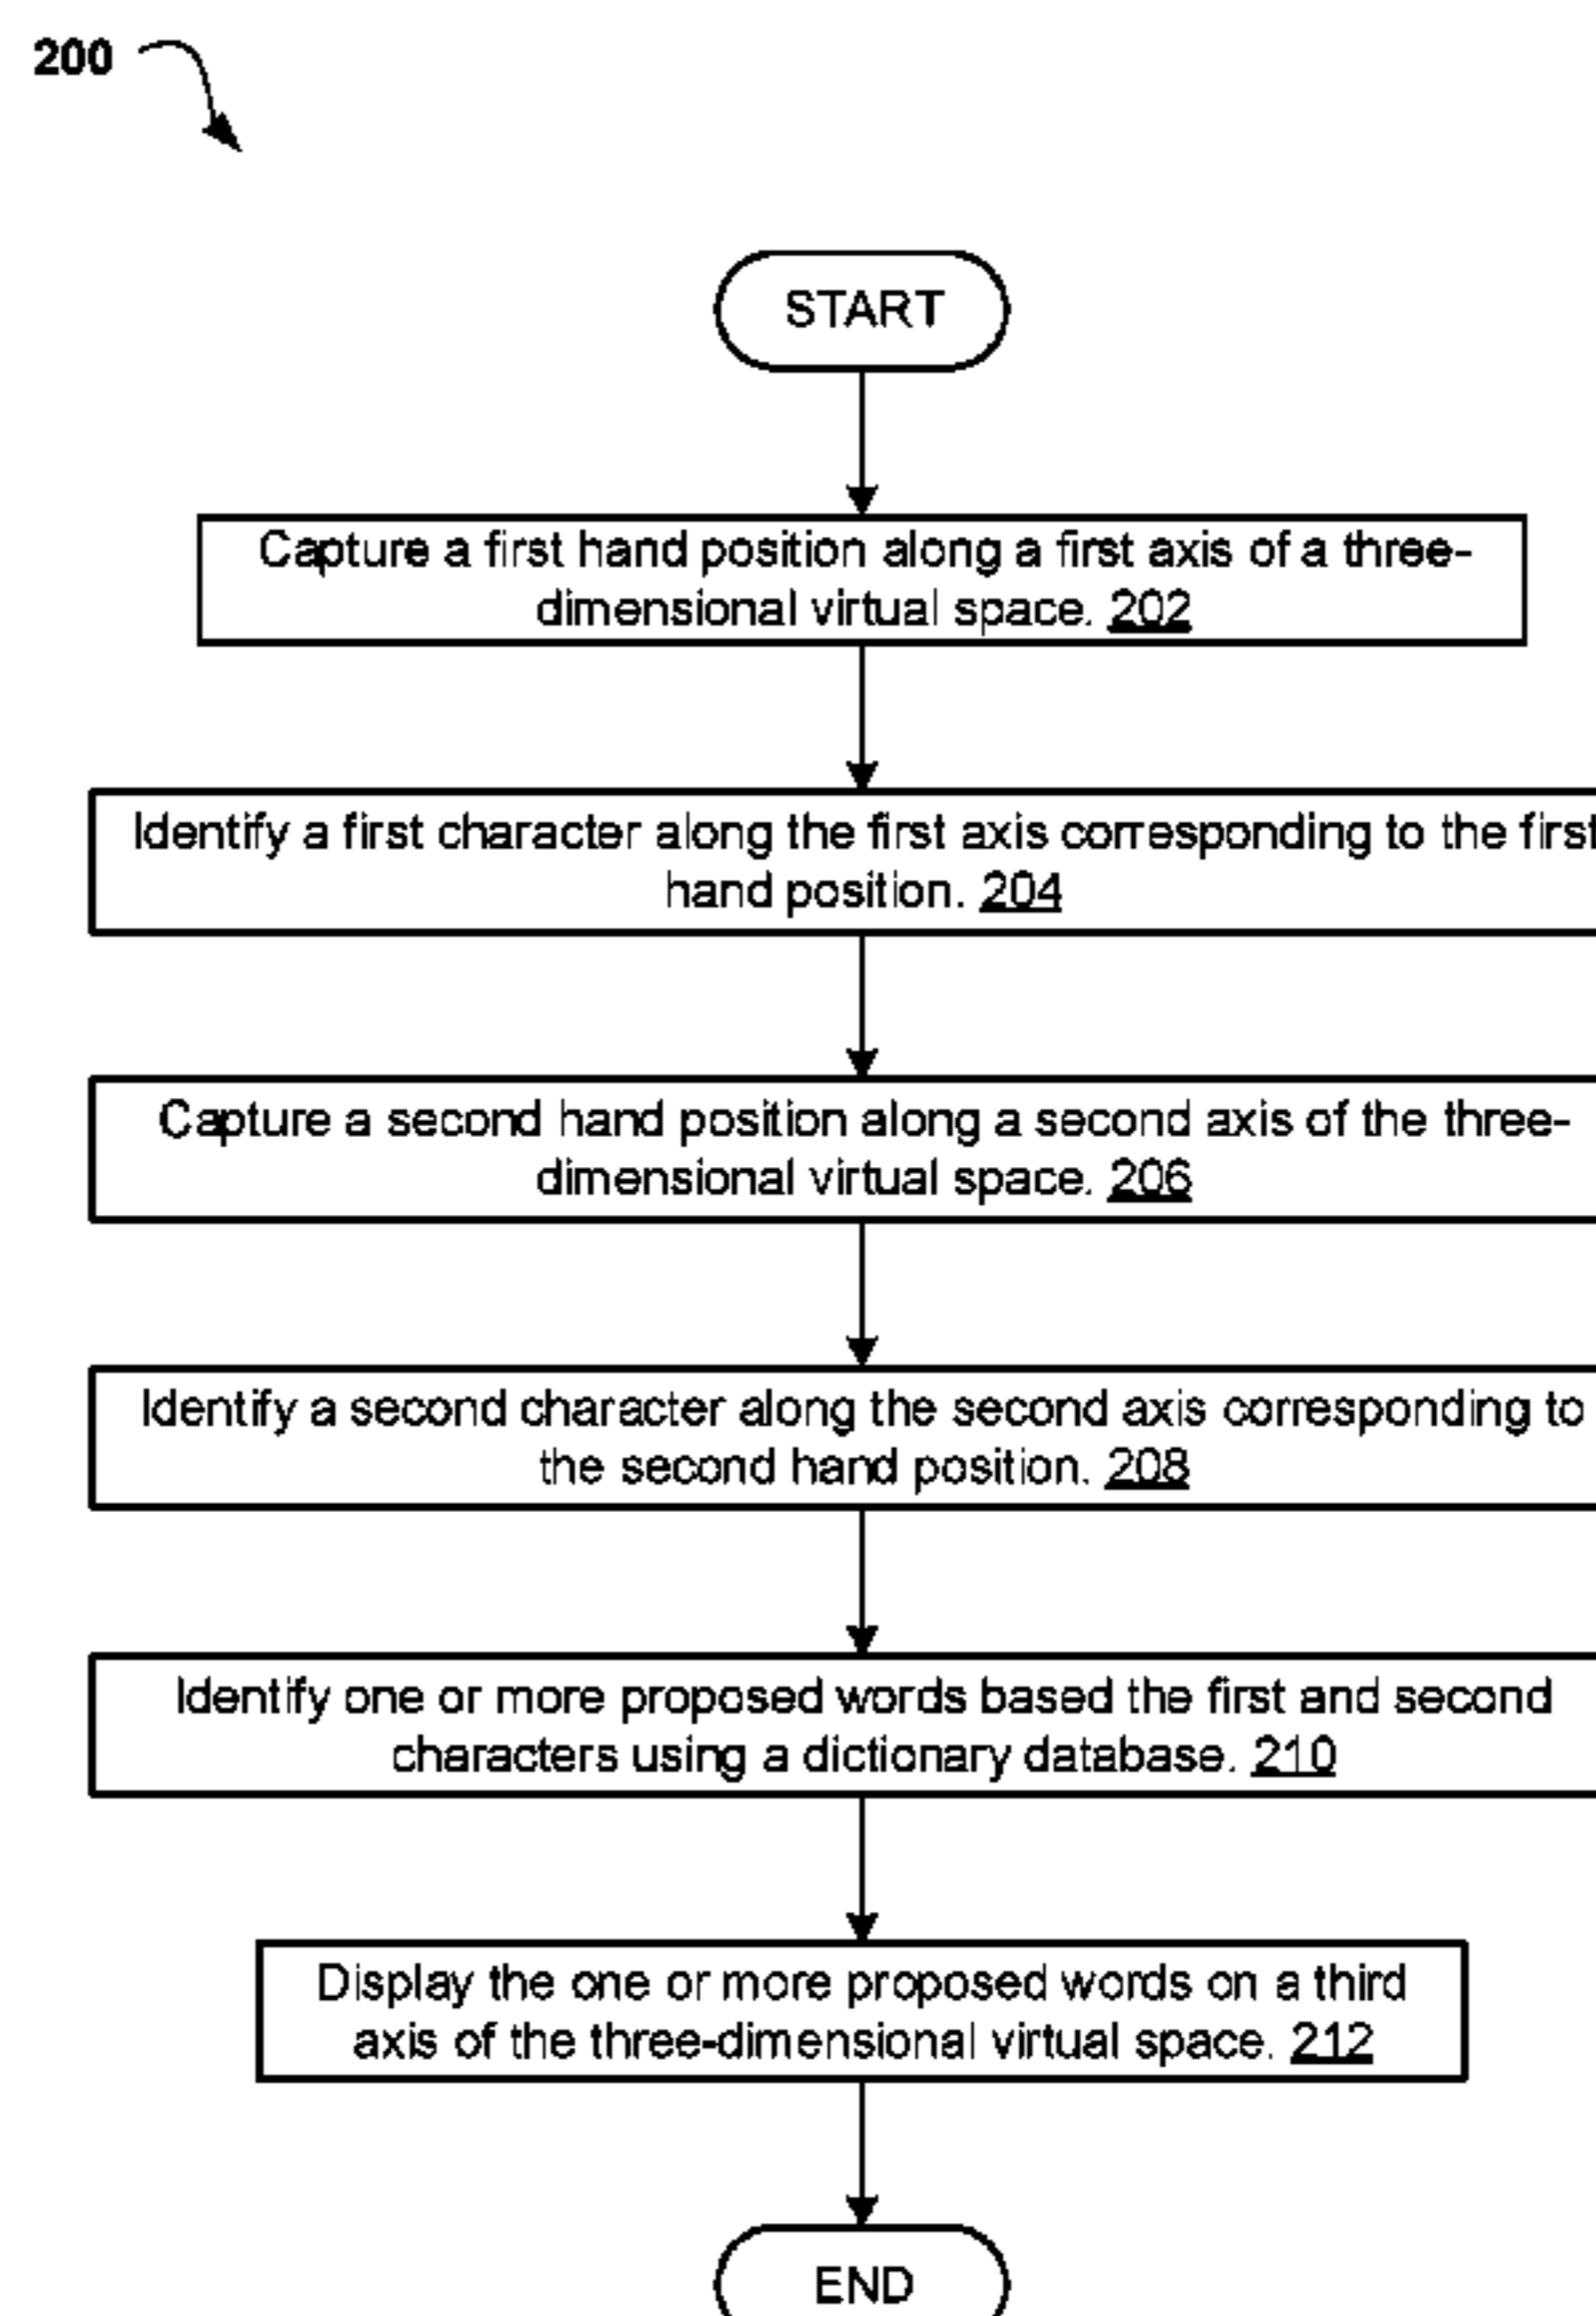 200
START
Capture a first hand position along a first axis of a three-
dimensional virtual space. 202
Identify a first character along the first axis corresponding to the first
hand position. 204
Capture a second hand position along a second axis of the three-
dimensional virtual space. 206
Identify a second character along the second axis corresponding to
the second hand position. 208
Identify one or more proposed words based the first and second
characters using a dictionary database. 210
Display the one or more proposed words on a third
axis of the three-dimensional virtual space. 212
END